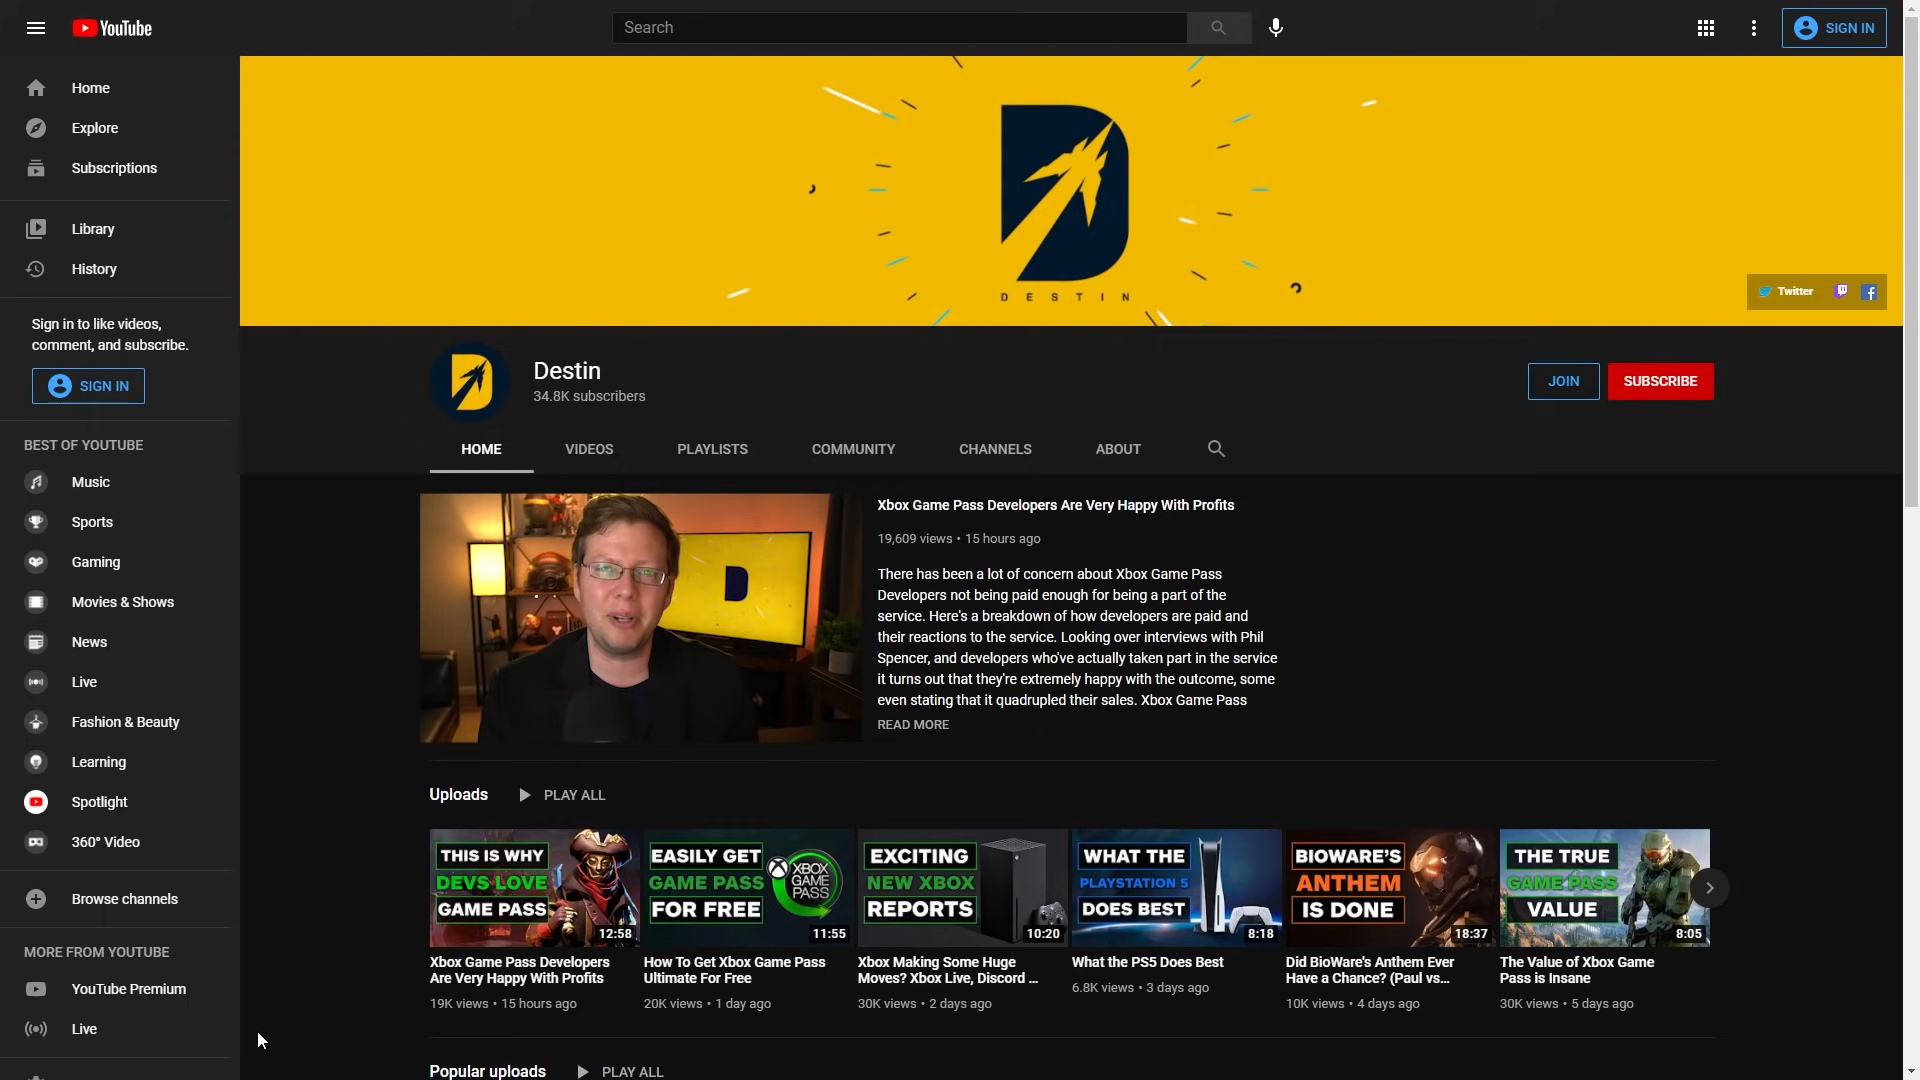 YouTube
Search
SIGN IN
Home
Explore
Subscriptions
Library
History
Sign in to like videos,
comment, and subscribe.
SIGN IN
BEST OF YOUTUBE
Music
Sports
Gaming
Movies & Shows
News
Live
Fashion & Beauty
Learning
Spotlight
360° Video
Browse channels
MORE FROM YOUTUBE
YouTube Premium
Live
DESTIN
Twitter
Destin
34.8K subscribers
JOIN
SUBSCRIBE
HOME
VIDEOS
PLAYLISTS
COMMUNITY
CHANNELS
ABOUT
D
Xbox Game Pass Developers Are Very Happy With Profits
19,609 views • 15 hours ago
There has been a lot of concern about Xbox Game Pass
Developers not being paid enough for being a part of the
service. Here's a breakdown of how developers are paid and
their reactions to the service. Looking over interviews with Phil
Spencer, and developers who've actually taken part in the service
it turns out that they're extremely happy with the outcome, some
even stating that it quadrupled their sales. Xbox Game Pass
READ MORE
Uploads
PLAY ALL
THIS IS WHY
DEVS LOVE
GAME PASS
12:58
Xbox Game Pass Developers
Are Very Happy With Profits
19K views • 15 hours ago
EASILY GET
GAME PASS
FOR FREE
XBOX
GAME
PASS
11:55
How To Get Xbox Game Pass
Ultimate For Free
20K views • 1 day ago
EXCITING
NEW XBOX
REPORTS
10:20
Xbox Making Some Huge
Moves? Xbox Live, Discord ...
30K views • 2 days ago
WHAT THE
PLAYSTATION 5
DOES BEST
8:18
What the PS5 Does Best
6.8K views • 3 days ago
BIOWARE'S
ANTHEM
IS DONE
18:37
Did BioWare's Anthem Ever
Have a Chance? (Paul vs...
10K views • 4 days ago
THE TRUE
GAME PASS
VALUE
8:05
The Value of Xbox Game
Pass is Insane
30K views • 5 days ago
Popular uploads
PLAY ALL